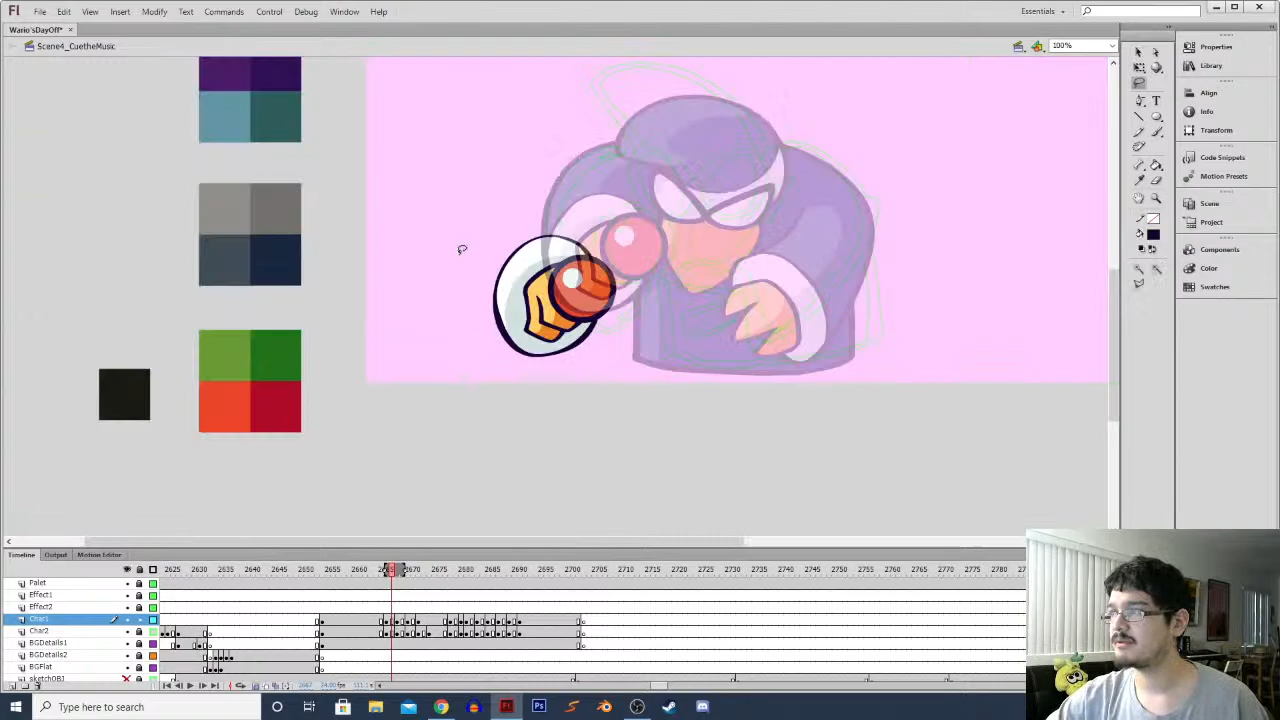 Fl File Edit View Insert Modify Text Commands Control Debug Window Help Essentials
Wario'sDayOff*
Scene4_CuetheMusic 100%
Properties
Library
Align
Info
Transform
Code Snippets
Motion Presets
Scene
Project
Components
Color
Swatches
Timeline Output Motion Editor
2625 2630 2635 2640 2645 2650 2655 2660 2670 2675 2680 2685 2690 2695 2700 2705 2710 2715 2720 2725 2730 2735 2740 2745 2750 2755 2760 2765 2770 2775 2780
Palet
Effect1
Effect2
Char1
Char2
BGDetails1
BGDetails2
BGFlat
sketchOBJ
Type here to search